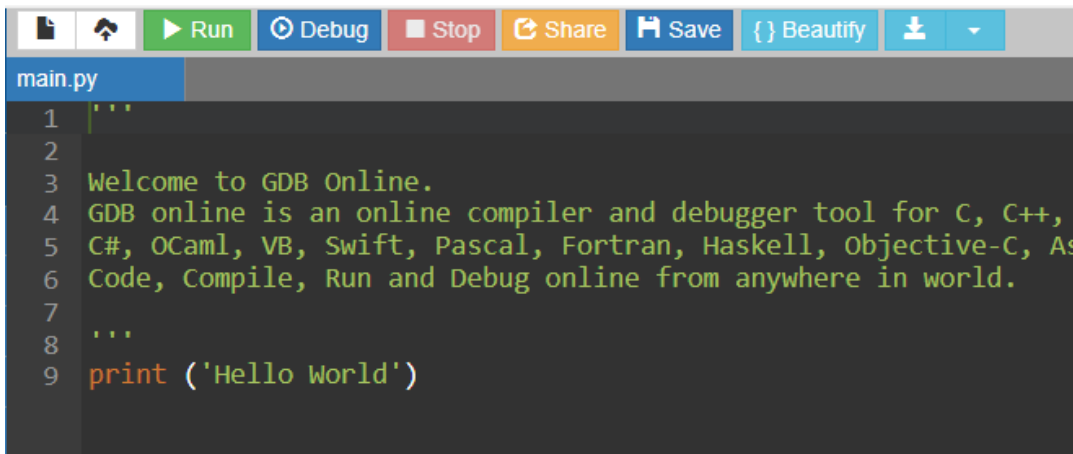 Run Debug Stop Share Save { } Beautify
main.py
1 '''
2
3 Welcome to GDB Online.
4 GDB online is an online compiler and debugger tool for C, C++,
5 C#, OCaml, VB, Swift, Pascal, Fortran, Haskell, Objective-C, As
6 Code, Compile, Run and Debug online from anywhere in world.
7
8 '''
9 print ('Hello World')